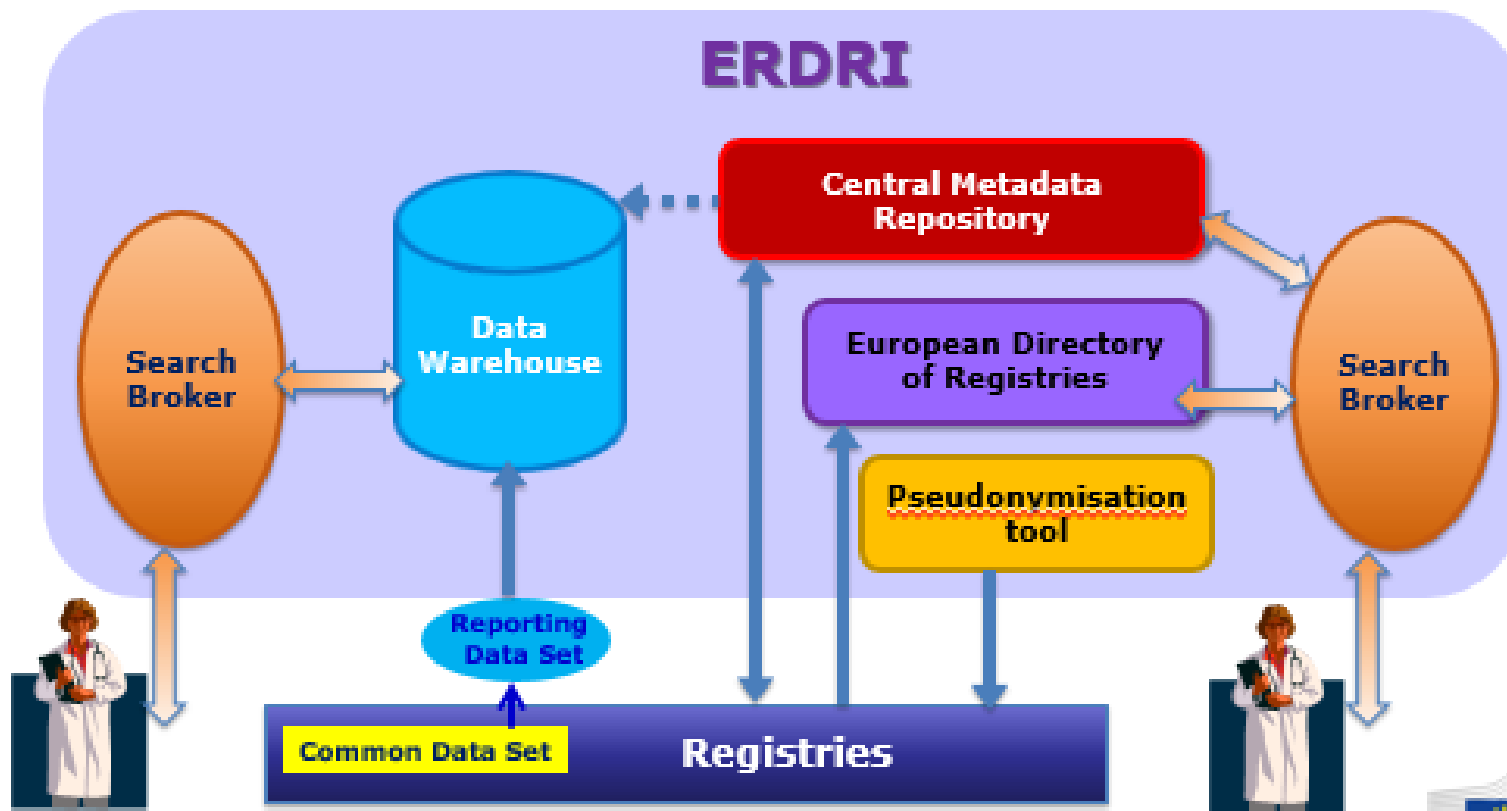 ERDRI
Central Metadata
Repository
Data
Warehouse
Search
Broker
European Directory
of Registries
Search
Broker
Pseudonymisation
tool
Reporting
Data Set
Common Data Set
Registries